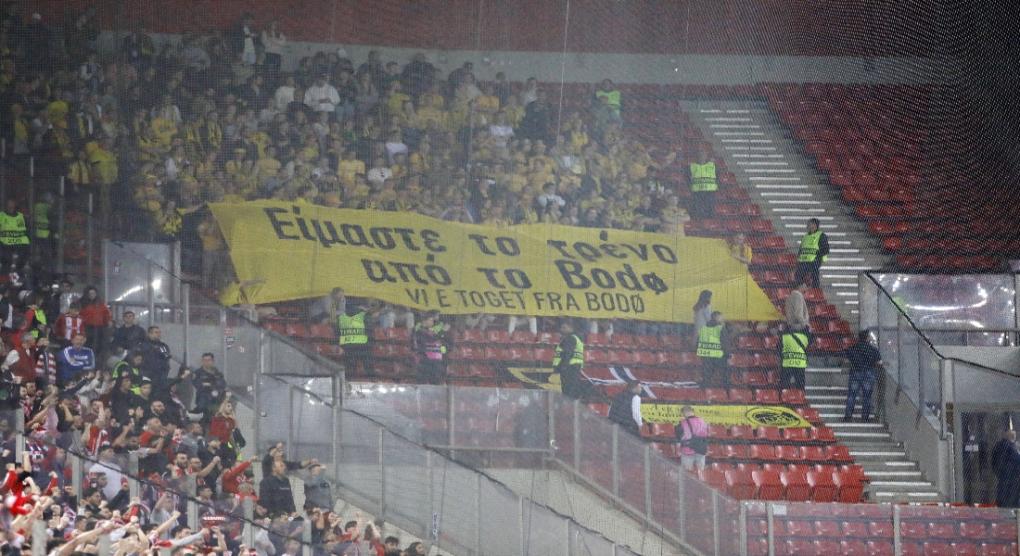 Είμαστε το τρένο
από το Bodø
VI E TOGET FRA BODØ